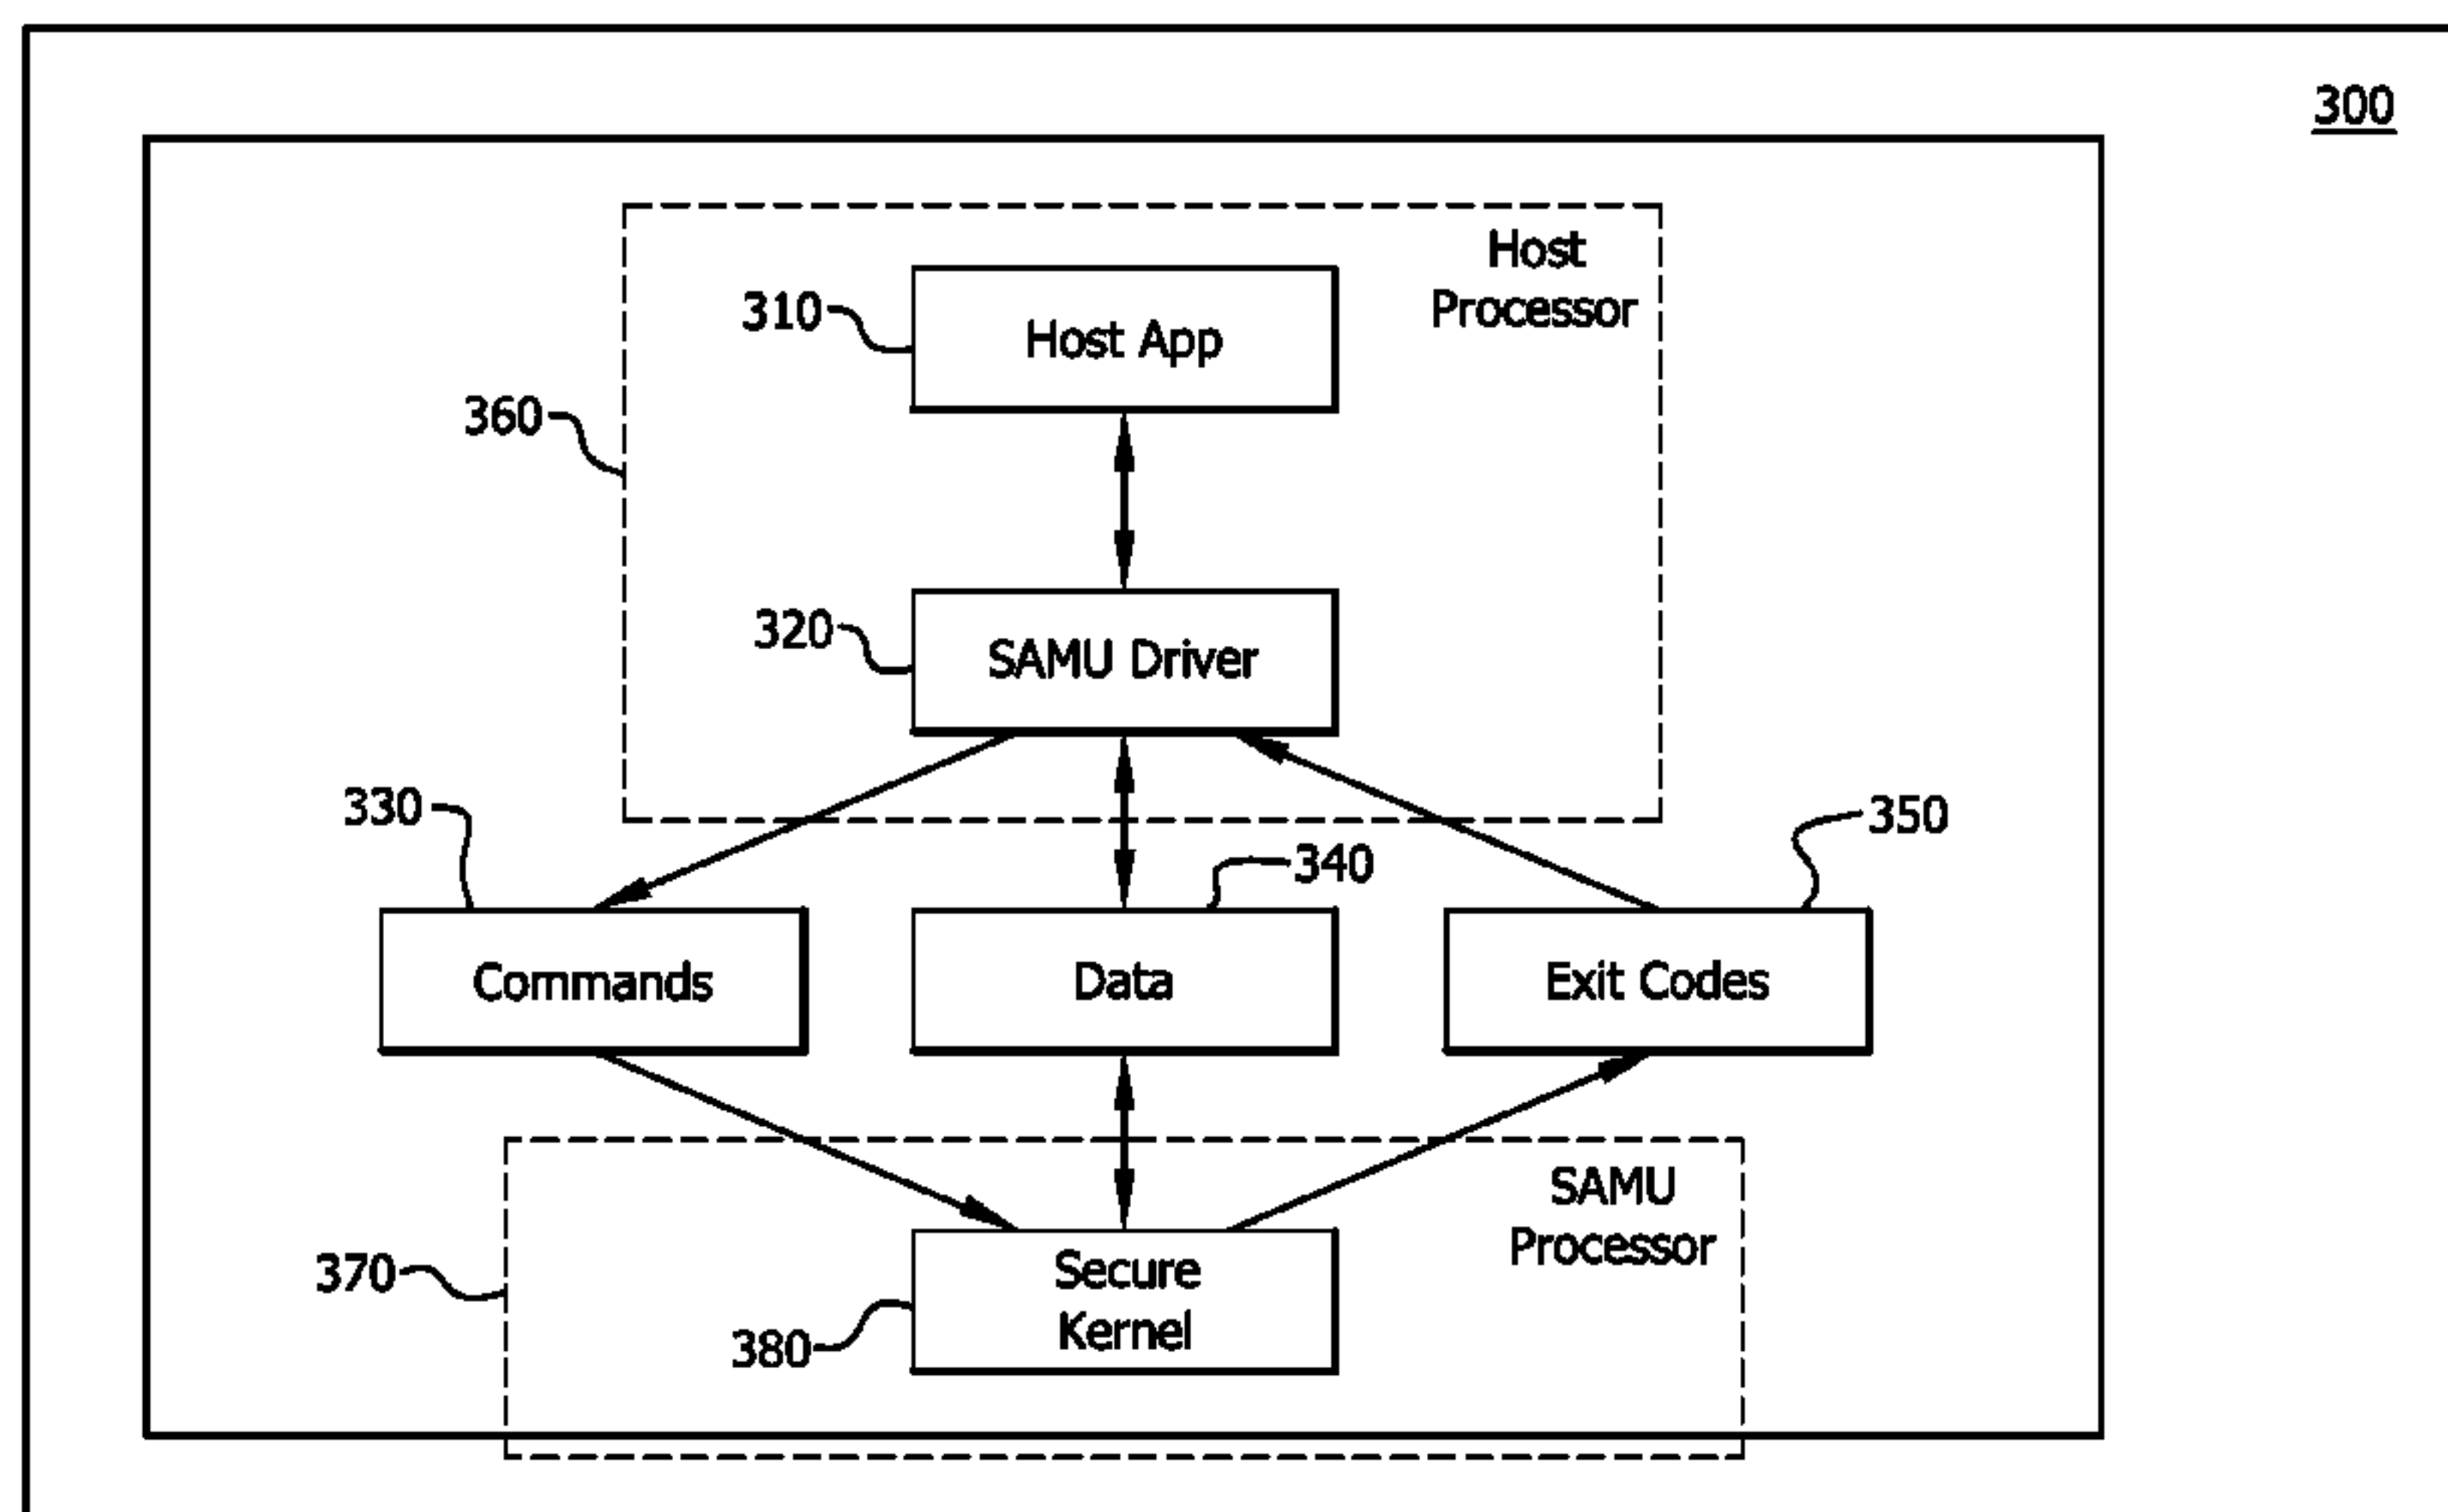 300
Host
Processor
310
Host App
360
320
SAMU Driver
330
350
340
Commands
Data
Exit Codes
SAMU
Processor
370
Secure
Kernel
380